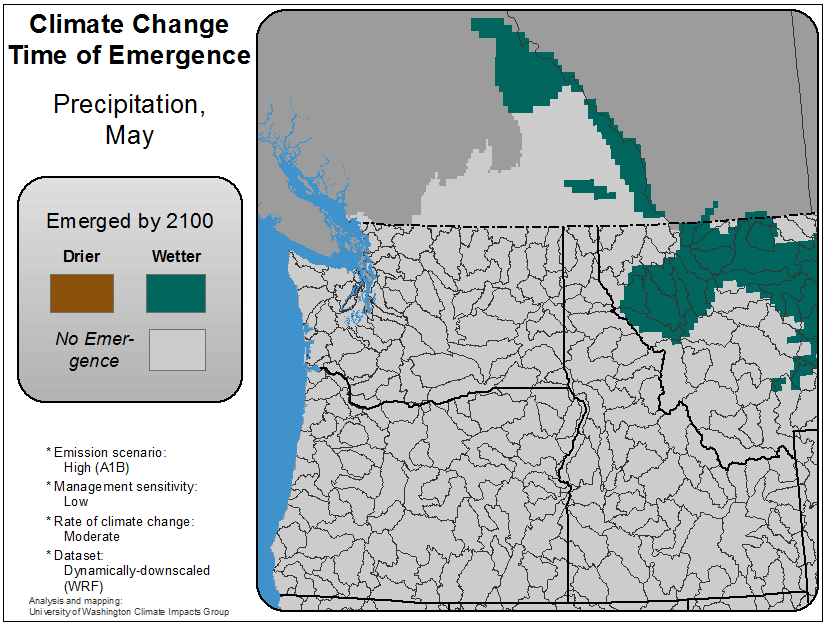 Climate Change
Time of Emergence
Precipitation,
May
Emerged by 2100
Drier Wetter
No Emer-
gence
* Emission scenario:
High (A1B)
* Management sensitivity:
Low
* Rate of climate change:
Moderate
* Dataset:
Dynamically-downscaled
(WRF)
Analysis and mapping:
University of Washington Climate Impacts Group